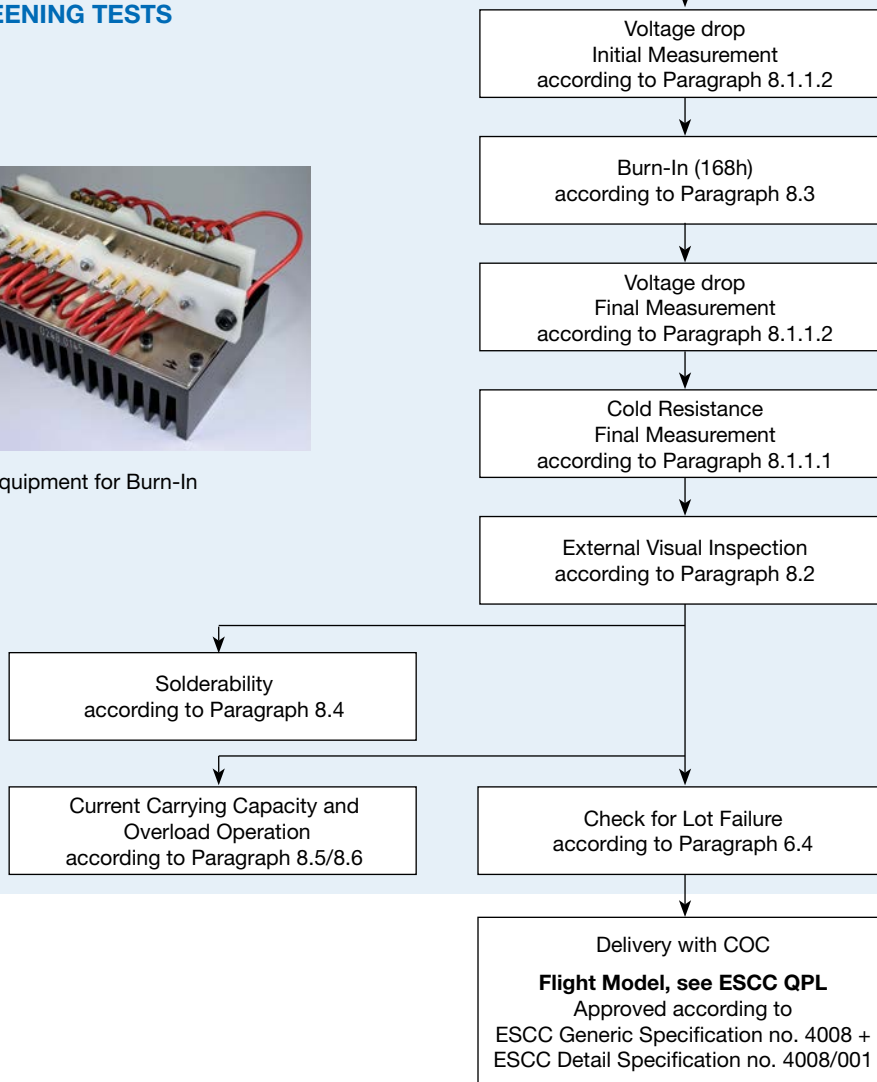 EENING TESTS
Voltage drop
Initial Measurement
according to Paragraph 8.1.1.2
Burn-In (168h)
according to Paragraph 8.3
Voltage drop
Final Measurement
according to Paragraph 8.1.1.2
Cold Resistance
Final Measurement
according to Paragraph 8.1.1.1
quipment for Burn-In
External Visual Inspection
according to Paragraph 8.2
Solderability
according to Paragraph 8.4
Current Carrying Capacity and
Overload Operation
according to Paragraph 8.5/8.6
Check for Lot Failure
according to Paragraph 6.4
Delivery with COC
Flight Model, see ESCC QPL
Approved according to
ESCC Generic Specification no. 4008 +
ESCC Detail Specification no. 4008/001